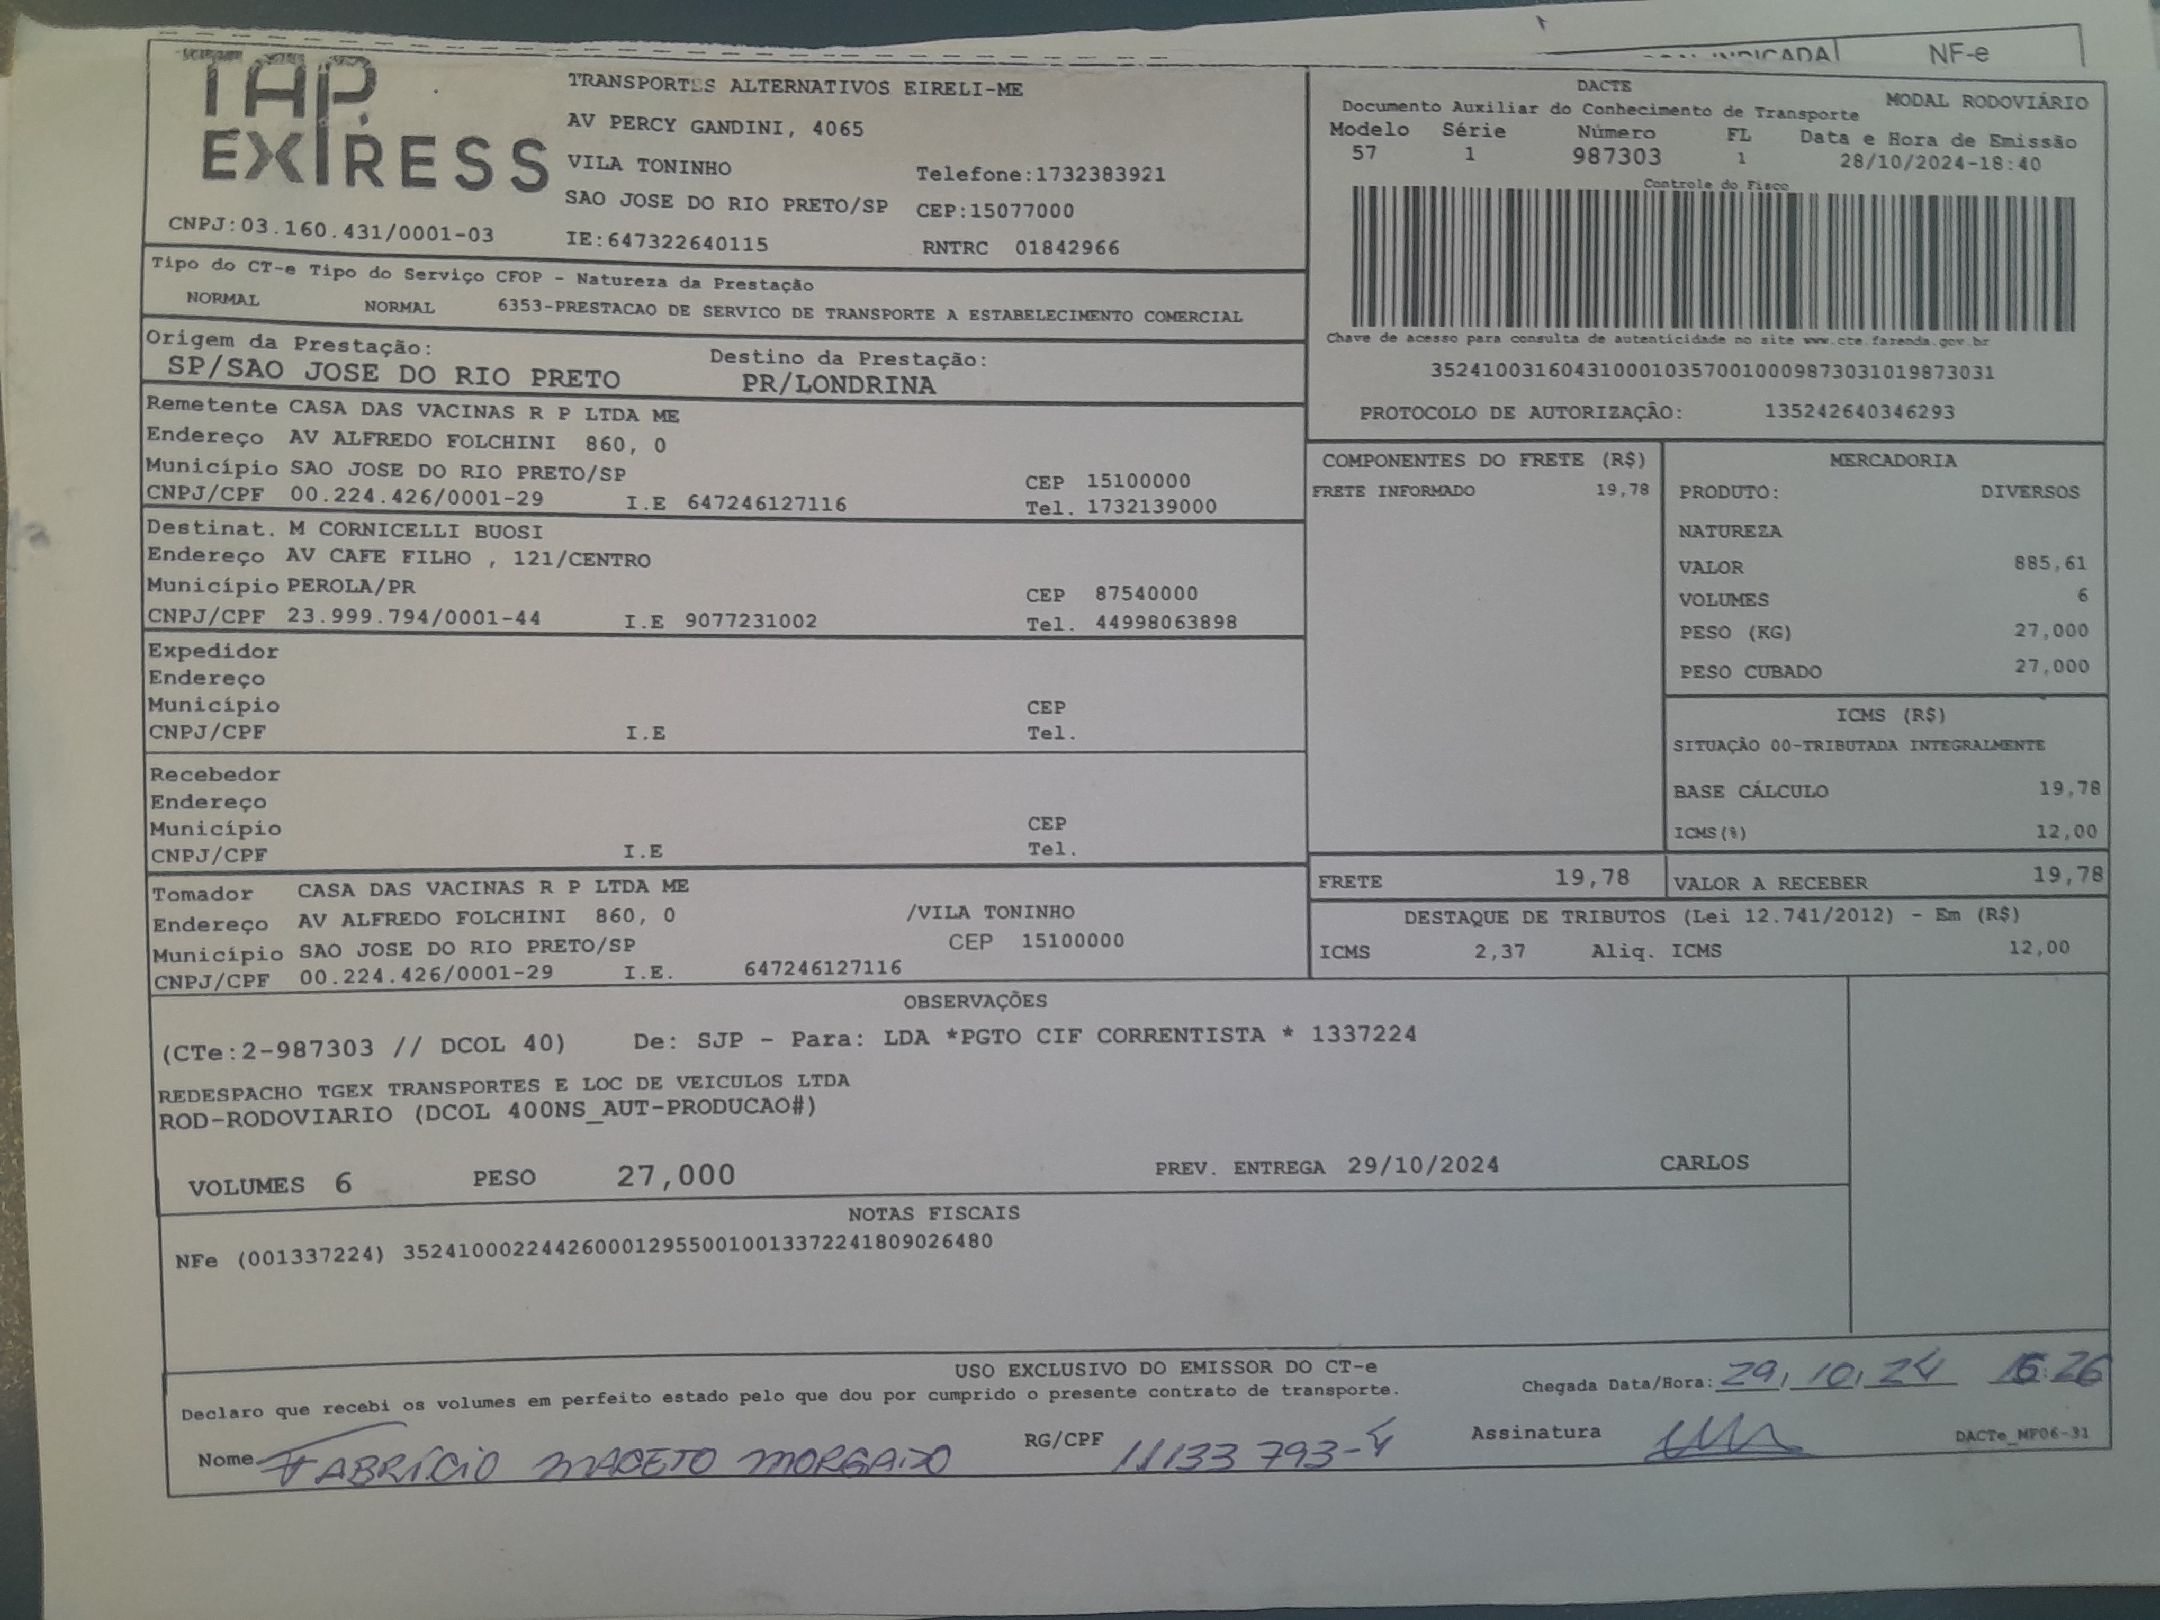 INDICADA NF-e
TAP EXPRESS
TRANSPORTES ALTERNATIVOS EIRELI-ME
AV PERCY GANDINI, 4065
VILA TONINHO Telefone:1732383921
SAO JOSE DO RIO PRETO/SP CEP:15077000
CNPJ:03.160.431/0001-03 IE:647322640115 RNTRC 01842966
DACTE
Documento Auxiliar do Conhecimento de Transporte MODAL RODOVIÁRIO
Modelo Série Número FL Data e Hora de Emissão
57 1 987303 1 28/10/2024-18:40
Controle do Fisco
Chave de acesso para consulta de autenticidade no site www.cte.fazenda.gov.br
35241003160431000103570010009873031019873031
PROTOCOLO DE AUTORIZAÇÃO: 135242640346293
Tipo do CT-e Tipo do Serviço CFOP - Natureza da Prestação
NORMAL NORMAL 6353-PRESTACAO DE SERVICO DE TRANSPORTE A ESTABELECIMENTO COMERCIAL
Origem da Prestação: Destino da Prestação:
SP/SAO JOSE DO RIO PRETO PR/LONDRINA
Remetente CASA DAS VACINAS R P LTDA ME
Endereço AV ALFREDO FOLCHINI 860, 0
Município SAO JOSE DO RIO PRETO/SP CEP 15100000
CNPJ/CPF 00.224.426/0001-29 I.E 647246127116 Tel. 1732139000
Destinat. M CORNICELLI BUOSI
Endereço AV CAFE FILHO , 121/CENTRO
Município PEROLA/PR CEP 87540000
CNPJ/CPF 23.999.794/0001-44 I.E 9077231002 Tel. 44998063898
Expedidor
Endereço
Município CEP
CNPJ/CPF I.E Tel.
Recebedor
Endereço
Município CEP
CNPJ/CPF I.E Tel.
Tomador CASA DAS VACINAS R P LTDA ME
Endereço AV ALFREDO FOLCHINI 860, 0 /VILA TONINHO
Município SAO JOSE DO RIO PRETO/SP CEP 15100000
CNPJ/CPF 00.224.426/0001-29 I.E. 647246127116
COMPONENTES DO FRETE (R$)
FRETE INFORMADO 19,78
MERCADORIA
PRODUTO: DIVERSOS
NATUREZA
VALOR 885,61
VOLUMES 6
PESO (KG) 27,000
PESO CUBADO 27,000
ICMS (R$)
SITUAÇÃO 00-TRIBUTADA INTEGRALMENTE
BASE CÁLCULO 19,78
ICMS(%) 12,00
FRETE 19,78 VALOR A RECEBER 19,78
DESTAQUE DE TRIBUTOS (Lei 12.741/2012) - Em (R$)
ICMS 2,37 Aliq. ICMS 12,00
OBSERVAÇÕES
(CTe:2-987303 // DCOL 40) De: SJP - Para: LDA *PGTO CIF CORRENTISTA * 1337224
REDESPACHO TGEX TRANSPORTES E LOC DE VEICULOS LTDA
ROD-RODOVIARIO (DCOL 400NS_AUT-PRODUCAO#)
VOLUMES 6 PESO 27,000 PREV. ENTREGA 29/10/2024 CARLOS
NOTAS FISCAIS
NFe (001337224) 35241000224426000129550010013372241809026480
USO EXCLUSIVO DO EMISSOR DO CT-e
Declaro que recebi os volumes em perfeito estado pelo que dou por cumprido o presente contrato de transporte. Chegada Data/Hora: 29, 10, 24 16:26
Nome FABRÍCIO MACETO RG/CPF 11133 793-4 Assinatura DACTe_MF06-31